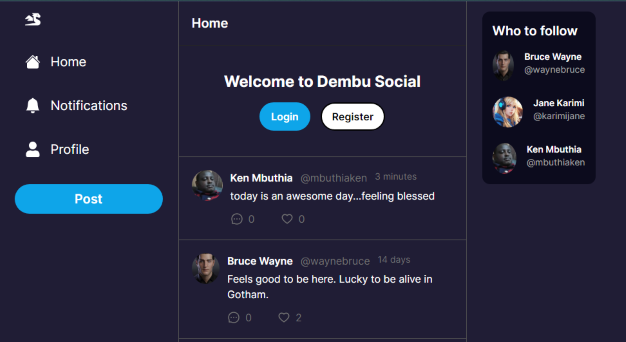 Home
Notifications
Profile
Post
Home
Welcome to Dembu Social
Login
Register
Ken Mbuthia @mbuthiaken 3 minutes
today is an awesome day...feeling blessed
0 0
Bruce Wayne @waynebruce 14 days
Feels good to be here. Lucky to be alive in
Gotham.
0 2
Who to follow
Bruce Wayne
@waynebruce
Jane Karimi
@karimijane
Ken Mbuthia
@mbuthiaken